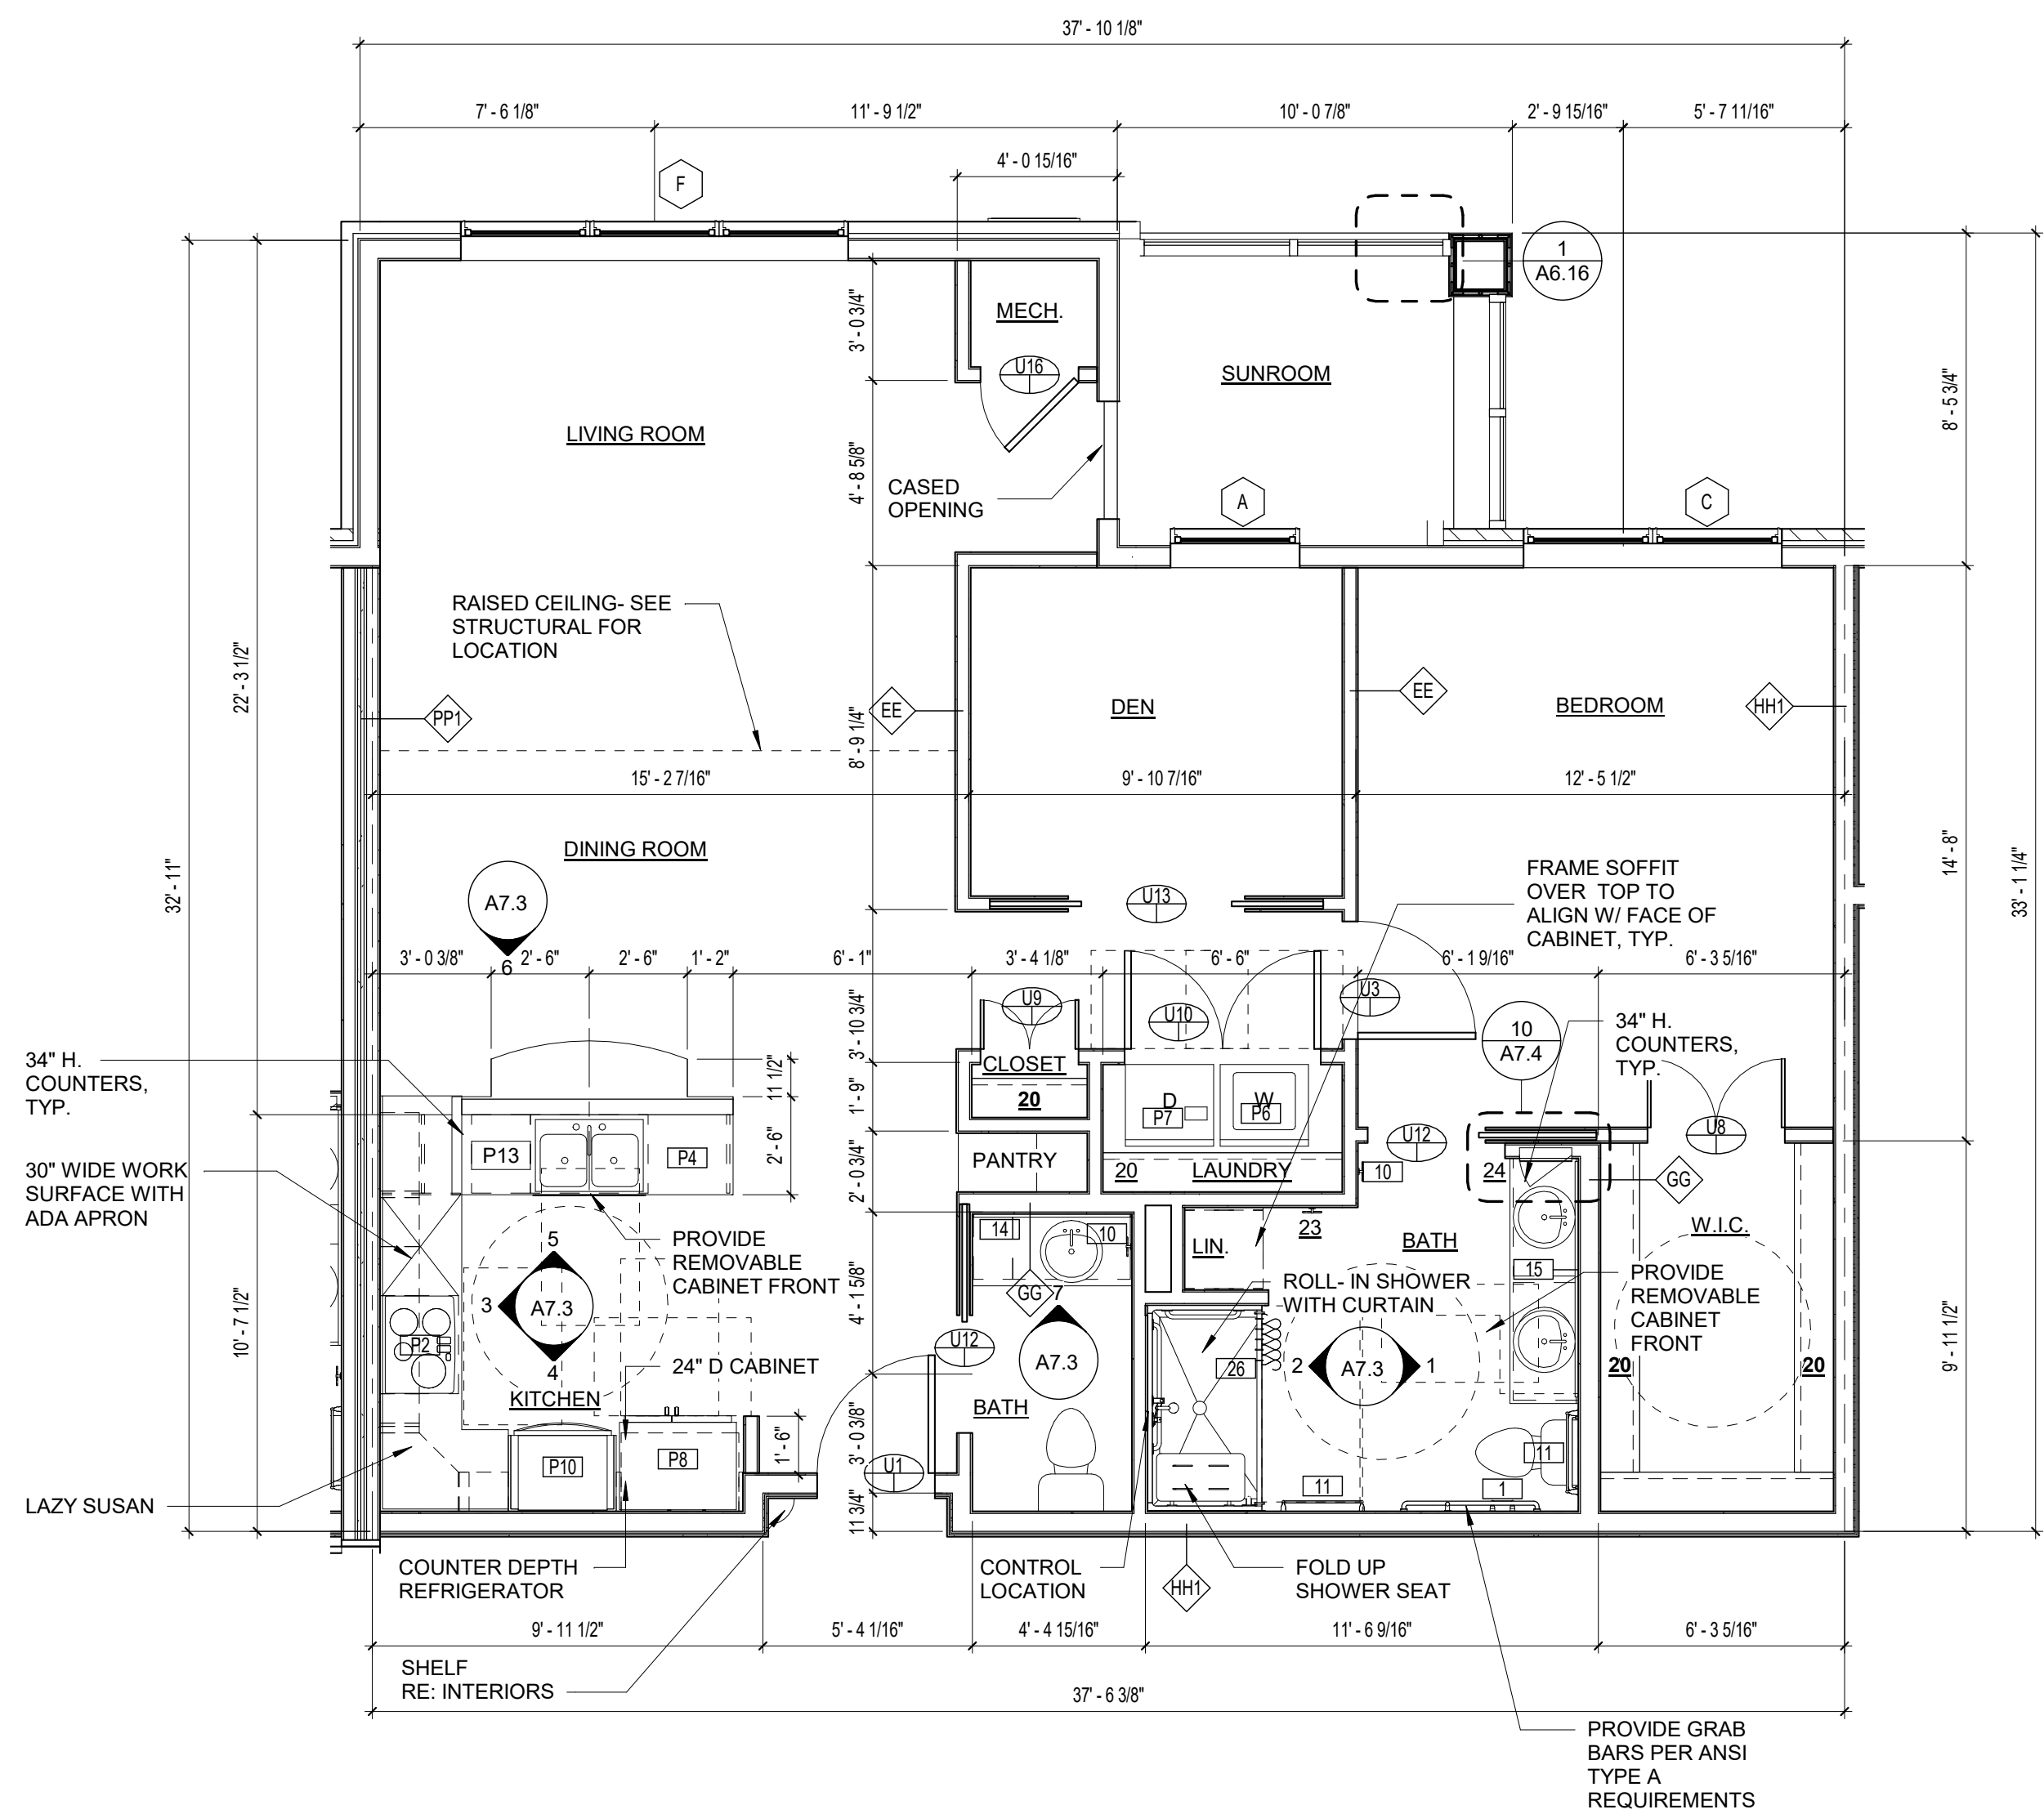 37' - 10 1/8"
7' - 6 1/8"
11' - 9 1/2"
10' - 0 7/8"
2' - 9 15/16"
5' - 7 11/16"
4' - 0 15/16"
F
1
A6.16
MECH.
3' - 0 3/4"
U16
SUNROOM
8' - 5 3/4"
LIVING ROOM
4' - 8 5/8"
CASED
OPENING
A
C
RAISED CEILING- SEE
STRUCTURAL FOR
LOCATION
22' - 3 1/2"
PP1
EE
DEN
EE
BEDROOM
HH1
8' - 9 1/4"
15' - 2 7/16"
9' - 10 7/16"
12' - 5 1/2"
32' - 11"
DINING ROOM
A7.3
6
U13
FRAME SOFFIT
OVER TOP TO
ALIGN W/ FACE OF
CABINET, TYP.
14' - 8"
33' - 1 1/4"
3' - 0 3/8"
2' - 6"
2' - 6"
1' - 2"
6' - 1"
3' - 4 1/8"
6' - 6"
6' - 1 9/16"
6' - 3 5/16"
U9
U10
U3
3' - 10 3/4"
10
A7.4
34" H.
COUNTERS,
TYP.
34" H.
COUNTERS,
TYP.
11 1/2"
CLOSET
20
1' - 9"
D
P7
W
P6
2' - 6"
P13
P4
PANTRY
2' - 0 3/4"
20
LAUNDRY
10
U12
24
U8
GG
30" WIDE WORK
SURFACE WITH
ADA APRON
5
3
A7.3
4
PROVIDE
REMOVABLE
CABINET FRONT
14
10
GG
7
LIN.
23
BATH
W.I.C.
ROLL- IN SHOWER
WITH CURTAIN
15
PROVIDE
REMOVABLE
CABINET
FRONT
10' - 7 1/2"
P2
4' - 1 5/8"
U12
A7.3
26
2
A7.3
1
20
20
20
9' - 11 1/2"
24" D CABINET
KITCHEN
BATH
1' - 6"
3' - 0 3/8"
U1
P10
P8
11
11
1
LAZY SUSAN
11 3/4"
COUNTER DEPTH
REFRIGERATOR
CONTROL
LOCATION
HH1
FOLD UP
SHOWER SEAT
9' - 11 1/2"
5' - 4 1/16"
4' - 4 15/16"
11' - 6 9/16"
6' - 3 5/16"
SHELF
RE: INTERIORS
37' - 6 3/8"
PROVIDE GRAB
BARS PER ANSI
TYPE A
REQUIREMENTS